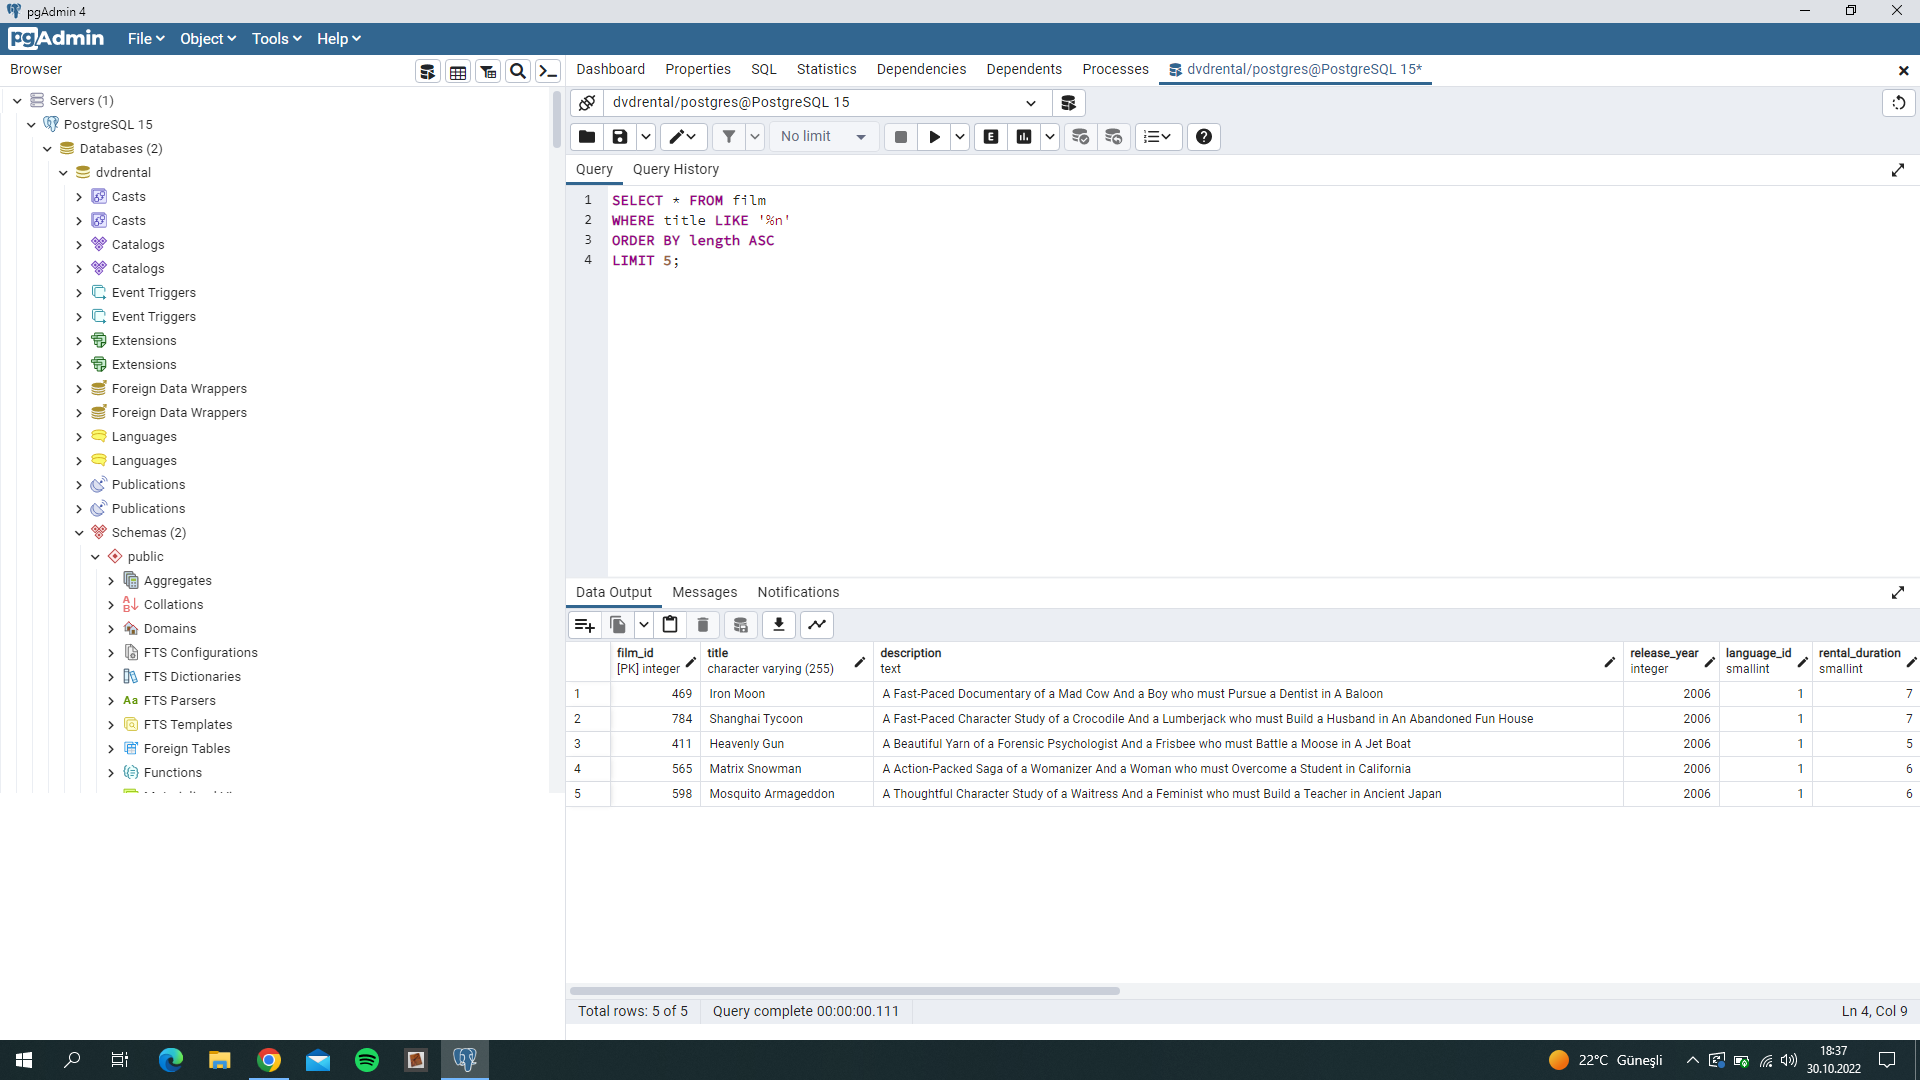 pgAdmin 4
pgAdmin File Object Tools Help
Browser
Dashboard Properties SQL Statistics Dependencies Dependents Processes dvdrental/postgres@PostgreSQL 15*
Servers (1)
PostgreSQL 15
Databases (2)
dvdrental
Casts
Casts
Catalogs
Catalogs
Event Triggers
Event Triggers
Extensions
Extensions
Foreign Data Wrappers
Foreign Data Wrappers
Languages
Languages
Publications
Publications
Schemas (2)
public
Aggregates
Collations
Domains
FTS Configurations
FTS Dictionaries
Aa FTS Parsers
FTS Templates
Foreign Tables
Functions
dvdrental/postgres@PostgreSQL 15
No limit
E
Query Query History
1 SELECT * FROM film
2 WHERE title LIKE '%n'
3 ORDER BY length ASC
4 LIMIT 5;
Data Output Messages Notifications
film_id title description release_year language_id rental_duration
[PK] integer character varying (255) text integer smallint smallint
1 469 Iron Moon A Fast-Paced Documentary of a Mad Cow And a Boy who must Pursue a Dentist in A Baloon 2006 1 7
2 784 Shanghai Tycoon A Fast-Paced Character Study of a Crocodile And a Lumberjack who must Build a Husband in An Abandoned Fun House 2006 1 7
3 411 Heavenly Gun A Beautiful Yarn of a Forensic Psychologist And a Frisbee who must Battle a Moose in A Jet Boat 2006 1 5
4 565 Matrix Snowman A Action-Packed Saga of a Womanizer And a Woman who must Overcome a Student in California 2006 1 6
5 598 Mosquito Armageddon A Thoughtful Character Study of a Waitress And a Feminist who must Build a Teacher in Ancient Japan 2006 1 6
Total rows: 5 of 5 Query complete 00:00:00.111 Ln 4, Col 9
22°C Güneşli
18:37
30.10.2022